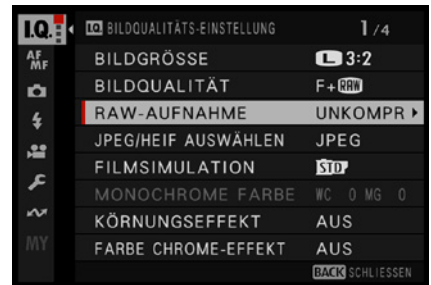 I.Q. I.Q. BILDQUALITÄTS-EINSTELLUNG 1/4
AF MF
BILDGRÖSSE L 3:2
BILDQUALITÄT F+RAW
RAW-AUFNAHME UNKOMPR
JPEG/HEIF AUSWÄHLEN JPEG
FILMSIMULATION STD
MONOCHROME FARBE WC 0 MG 0
KÖRNUNGSEFFEKT AUS
MY
FARBE CHROME-EFFEKT AUS
BACK SCHLIESSEN